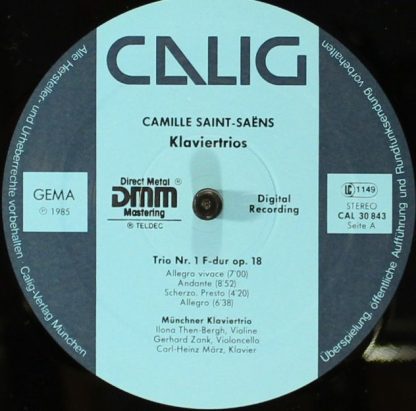 CALIG
CAMILLE SAINT-SAËNS
Klaviertrios
GEMA
℗ 1985
Direct Metal ®
DMM
Mastering
® TELDEC
Digital
Recording
LC 1149
STEREO
CAL 30 843
Seite A
Trio Nr. 1 F-dur op. 18
Allegro vivace (7'00)
Andante (8'52)
Scherzo. Presto (4'20)
Allegro (6'38)
Münchner Klaviertrio
Ilona Then-Bergh, Violine
Gerhard Zank, Violoncello
Carl-Heinz März, Klavier
Alle Hersteller- und Urheberrechte vorbehalten
Calig-Verlag München
Überspielung, öffentliche Aufführung und Rundfunksendung vorbehalten